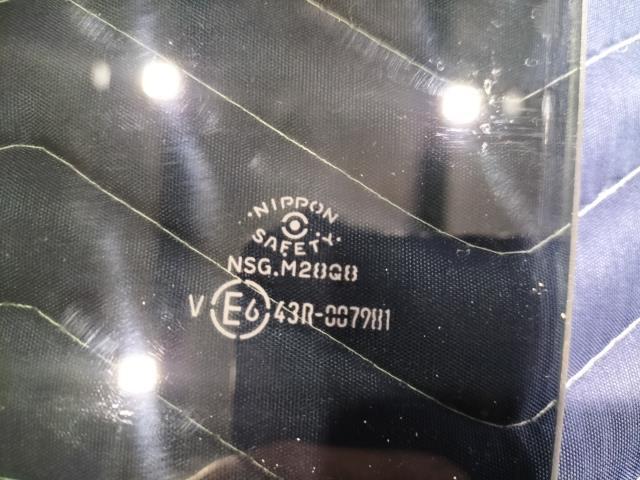 NIPPON
SAFETY
NSG.M28Q8
V E6 43R-007981